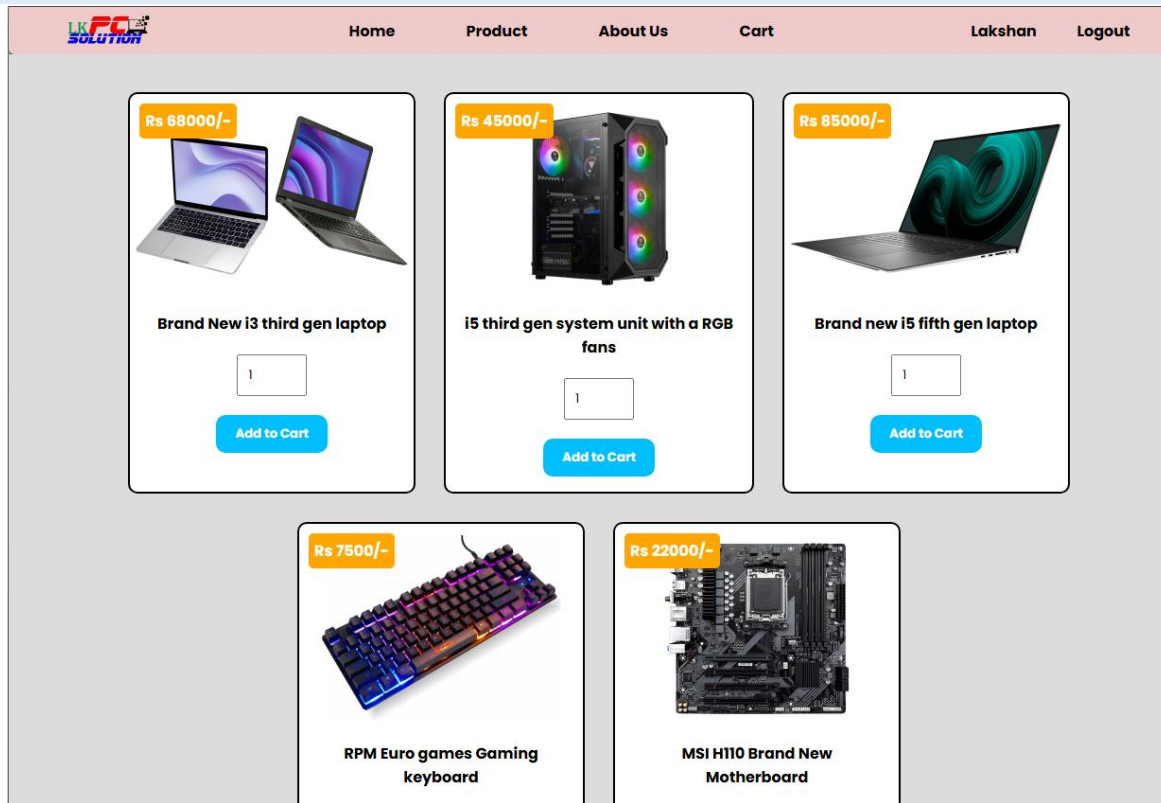 LK PC
SOLUTION
Home Product About Us Cart Lakshan Logout
Rs 68000/-
Brand New i3 third gen laptop
1
Add to Cart
Rs 45000/-
i5 third gen system unit with a RGB
fans
1
Add to Cart
Rs 85000/-
Brand new i5 fifth gen laptop
1
Add to Cart
Rs 7500/-
RPM Euro games Gaming
keyboard
Rs 22000/-
MSI H110 Brand New
Motherboard